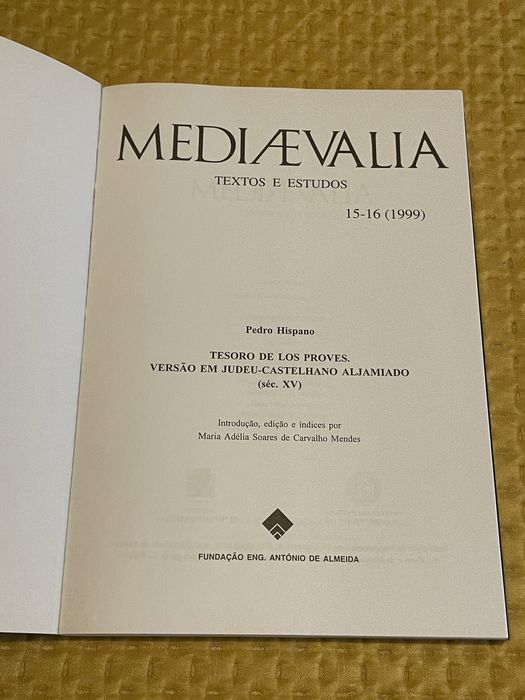 MEDIÆVALIA
TEXTOS E ESTUDOS
15-16 (1999)
Pedro Hispano
TESORO DE LOS PROVES.
VERSÃO EM JUDEU-CASTELHANO ALJAMIADO
(séc. XV)
Introdução, edição e índices por
Maria Adélia Soares de Carvalho Mendes
FUNDAÇÃO ENG. ANTÓNIO DE ALMEIDA